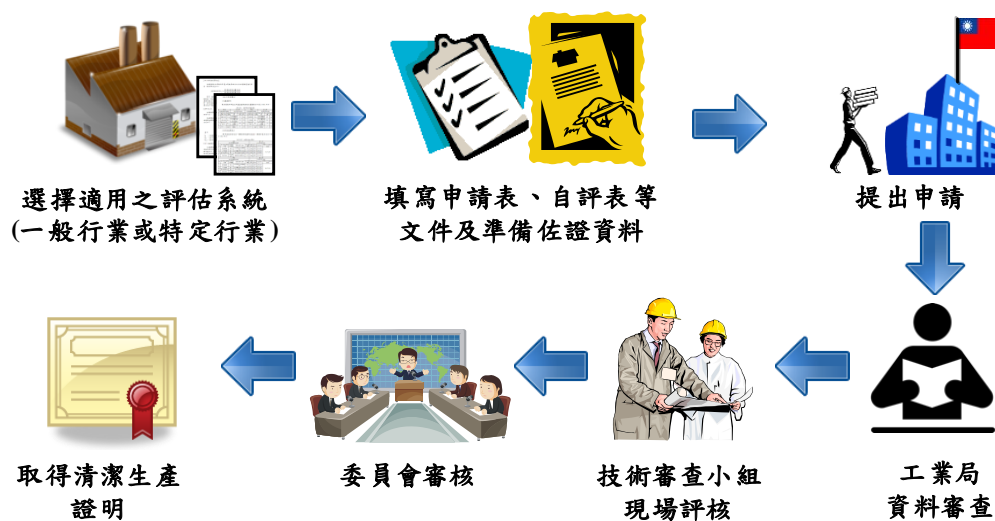 選擇適用之評估系統
(一般行業或特定行業)
填寫申請表、自評表等
文件及準備佐證資料
提出申請
工業局
資料審查
技術審查小組
現場評核
委員會審核
取得清潔生產
證明